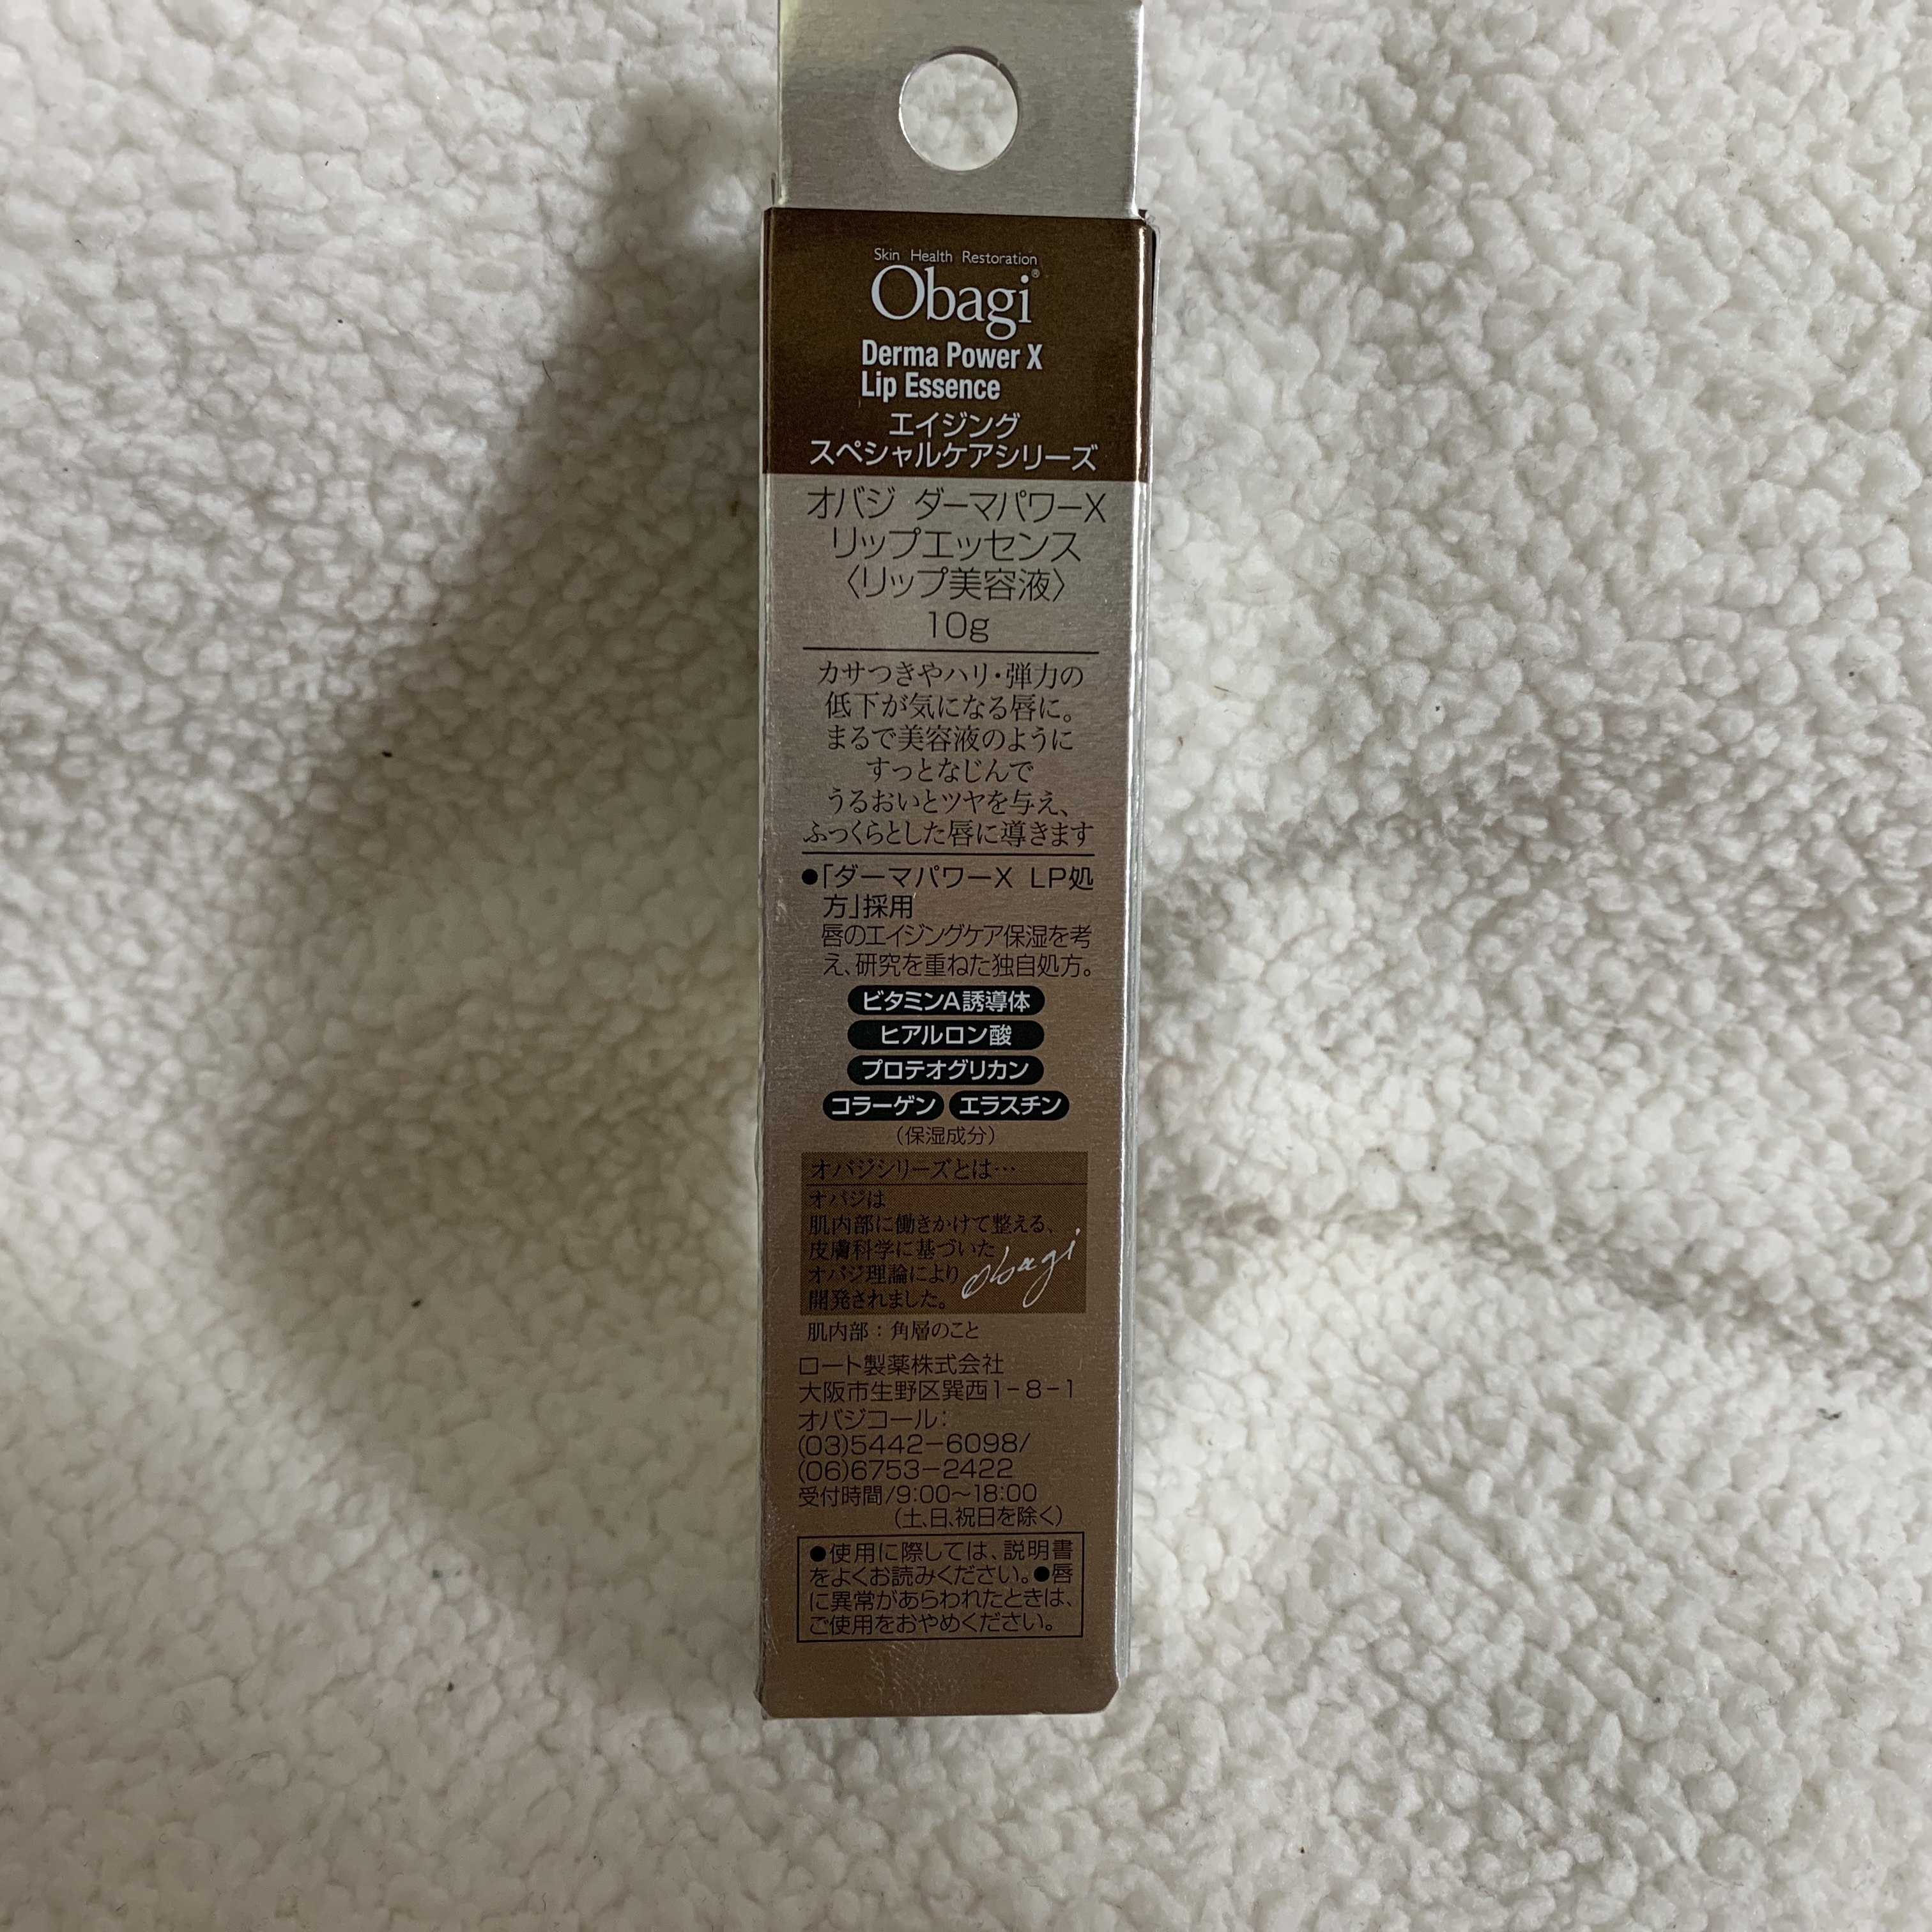 Skin Health Restoration
Obagi®
Derma Power X
Lip Essence
エイジング
スペシャルケアシリーズ
オバジ ダーマパワーX
リップエッセンス
〈リップ美容液〉
10g
カサつきやハリ・弾力の
低下が気になる唇に。
まるで美容液のように
すっとなじんで
うるおいとツヤを与え、
ふっくらとした唇に導きます
●「ダーマパワーX LP処
方」採用
唇のエイジングケア保湿を考
え、研究を重ねた独自処方。
ビタミンA誘導体
ヒアルロン酸
プロテオグリカン
コラーゲン エラスチン
(保湿成分)
オバジシリーズとは…
オバジは
肌内部に働きかけて整える、
皮膚科学に基づいた
オバジ理論により
開発されました。
obagi
肌内部：角層のこと
ロート製薬株式会社
大阪市生野区巽西1-8-1
オバジコール：
(03)5442-6098/
(06)6753-2422
受付時間/9:00〜18:00
(土、日、祝日を除く)
●使用に際しては、説明書
をよくお読みください。●唇
に異常があらわれたときは、
ご使用をおやめください。